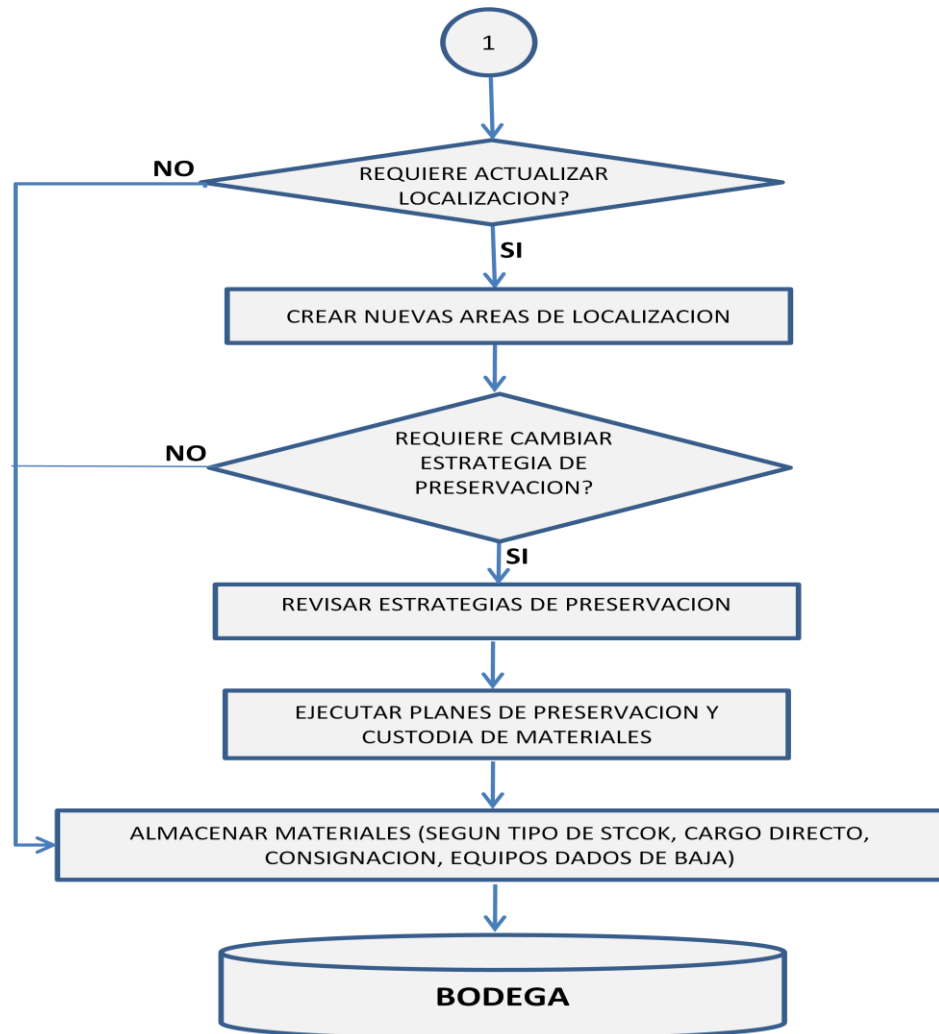 1
NO
REQUIERE ACTUALIZAR
LOCALIZACION?
SI
CREAR NUEVAS AREAS DE LOCALIZACION
NO
REQUIERE CAMBIAR
ESTRATEGIA DE
PRESERVACION?
SI
REVISAR ESTRATEGIAS DE PRESERVACION
EJECUTAR PLANES DE PRESERVACION Y
CUSTODIA DE MATERIALES
ALMACENAR MATERIALES (SEGUN TIPO DE STCOK, CARGO DIRECTO,
CONSIGNACION, EQUIPOS DADOS DE BAJA)
BODEGA